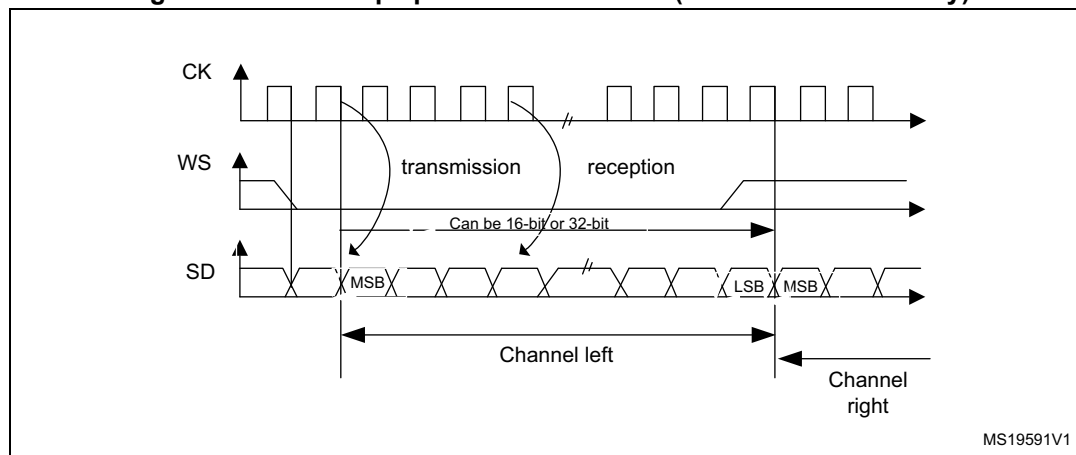 CK
WS
transmission
reception
Can be 16-bit or 32-bit
SD
MSB
LSB
MSB
Channel left
Channel
right
MS19591V1